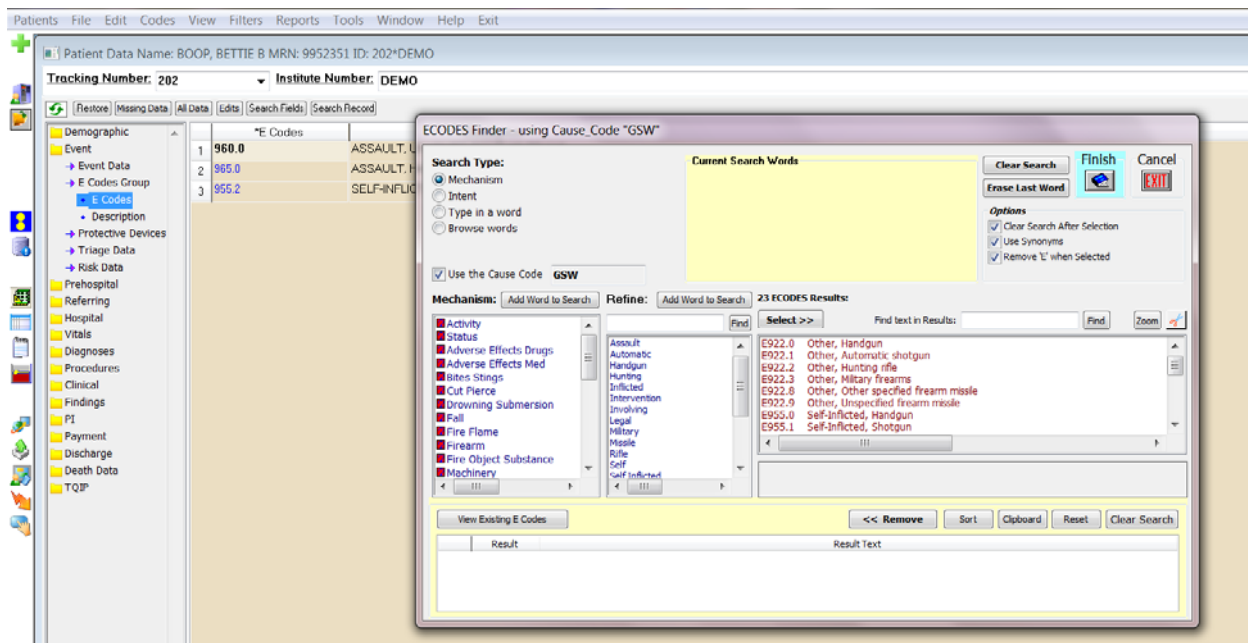 Patients File Edit Codes View Filters Reports Tools Window Help Exit
Patient Data Name: BOOP, BETTIE B MRN: 9952351 ID: 202*DEMO
Tracking Number: 202 Institute Number: DEMO
Restore Missing Data All Data Edits Search Fields Search Record
Demographic
Event
Event Data
E Codes Group
E Codes
Description
Protective Devices
Triage Data
Risk Data
Prehospital
Referring
Hospital
Vitals
Diagnoses
Procedures
Clinical
Findings
PI
Payment
Discharge
Death Data
TQIP
*E Codes
1 960.0 ASSAULT, U
2 965.0 ASSAULT, H
3 955.2 SELF-INFLIC
ECODES Finder - using Cause_Code "GSW"
Search Type:
Mechanism
Intent
Type in a word
Browse words
Use the Cause Code GSW
Current Search Words
Clear Search
Erase Last Word
Finish
Cancel
EXIT
Options
Clear Search After Selection
Use Synonyms
Remove 'E' when Selected
Mechanism: Add Word to Search
Activity
Status
Adverse Effects Drugs
Adverse Effects Med
Bites Stings
Cut Pierce
Drowning Submersion
Fall
Fire Flame
Firearm
Fire Object Substance
Machinery
Refine: Add Word to Search
Find
Assault
Automatic
Handgun
Hunting
Inflicted
Intervention
Involving
Legal
Military
Missile
Rifle
Self
Self Inflicted
23 ECODES Results:
Select >> Find text in Results: Find Zoom
E922.0 Other, Handgun
E922.1 Other, Automatic shotgun
E922.2 Other, Hunting rifle
E922.3 Other, Military firearms
E922.8 Other, Other specified firearm missile
E922.9 Other, Unspecified firearm missile
E955.0 Self-Inflicted, Handgun
E955.1 Self-Inflicted, Shotgun
View Existing E Codes << Remove Sort Clipboard Reset Clear Search
Result Result Text